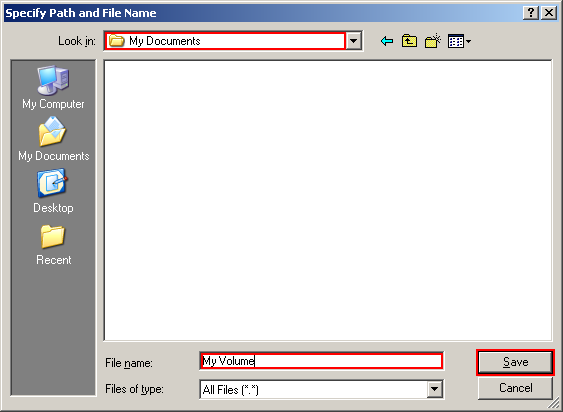 Specify Path and File Name
Look in: My Documents
My Computer
My Documents
Desktop
Recent
File name: My Volume Save
Files of type: All Files (*.*) Cancel